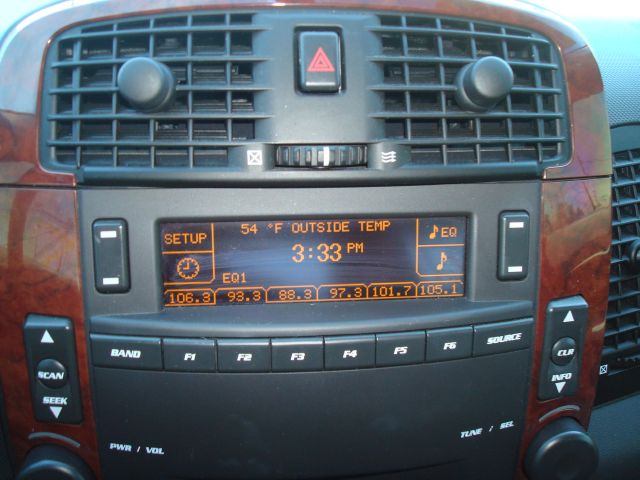 54 °F OUTSIDE TEMP
SETUP
EQ
3:33 PM
EQ1
106.3 93.3 88.3 97.3 101.7 105.1
BAND F1 F2 F3 F4 F5 F6 SOURCE
SCAN
SEEK
CLR
INFO
PWR / VOL
TUNE / SEL